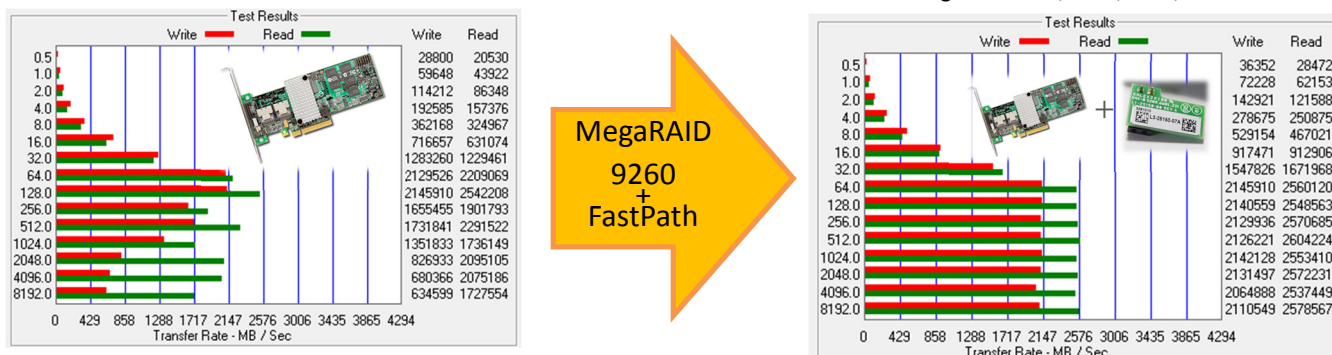 Test Results
Write Read Write Read
0.5 28800 20530
1.0 59648 43922
2.0 114212 86348
4.0 192585 157376
8.0 362168 324967
16.0 716657 631074
32.0 1283260 1229461
64.0 2129526 2209069
128.0 2145910 2542208
256.0 1655455 1901793
512.0 1731841 2291522
1024.0 1351833 1736149
2048.0 826933 2095105
4096.0 680366 2075186
8192.0 634599 1727554
0 429 858 1288 1717 2147 2576 3006 3435 3865 4294
Transfer Rate - MB / Sec
MegaRAID
9260
+
FastPath
Test Results
Write Read Write Read
0.5 36352 28472
1.0 72228 62153
2.0 142921 121588
4.0 278675 250875
8.0 529154 467021
16.0 917471 912906
32.0 1547826 1671968
64.0 2145910 2560120
128.0 2140559 2548563
256.0 2129936 2570685
512.0 2126221 2604224
1024.0 2142128 2553410
2048.0 2131497 2572231
4096.0 2064888 2537449
8192.0 2110549 2578567
+
0 429 858 1288 1717 2147 2576 3006 3435 3865 4294
Transfer Rate - MB / Sec